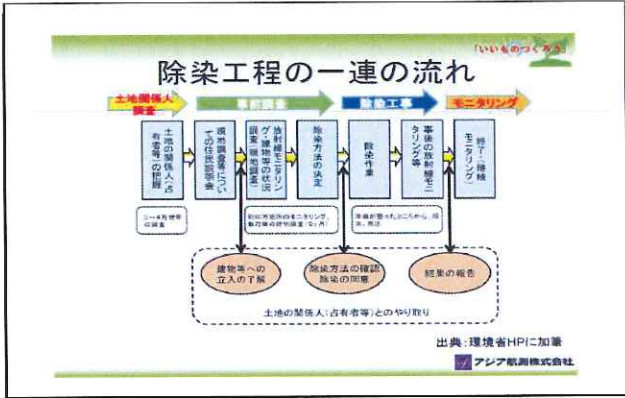 「いいものつくろう」
除染工程の一連の流れ
土地関係人
調査
事前調査
除染工事
モニタリング
土地の関係人(占
有者等)の把握
現地調査等につい
ての住民説明会
放射線モニタリン
グ・建物等の状況
調査(現地調査)
除染方法の決定
除染作業
事後の放射線モニ
タリング等
終了・(継続
モニタリング)
の調査
建物等への
立入の了解
除染方法の確認
除染の同意
結果の報告
土地の関係人(占有者等)とのやり取り
出典:環境省HPに加筆
アジア航測株式会社